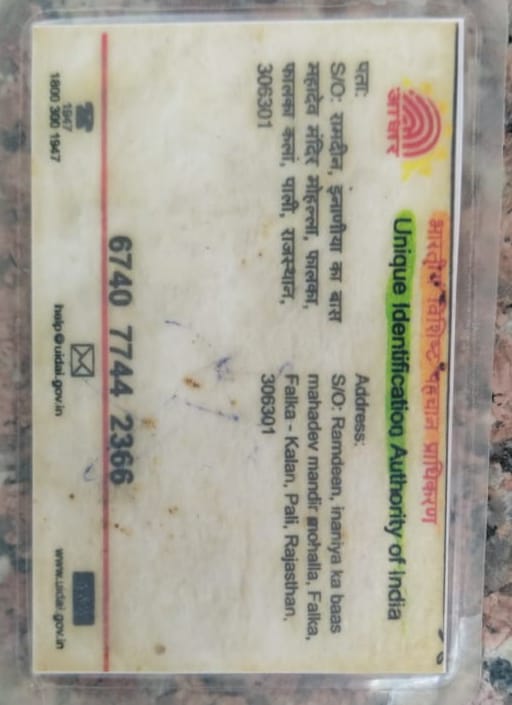 भारतीय विशिष्ट पहचान प्राधिकरण
Unique Identification Authority of India
आधार
पता:
S/O: रामदीन, इनाणीया का बास
महादेव मंदिर मोहल्ला, फालका,
फालका कलां, पाली, राजस्थान,
306301
Address:
S/O: Ramdeen, inaniya ka baas
mahadev mandir mohalla, Falka,
Falka - Kalan, Pali, Rajasthan,
306301
6740 7744 2366
1947
1800 300 1947
help@uidai.gov.in
www.uidai.gov.in